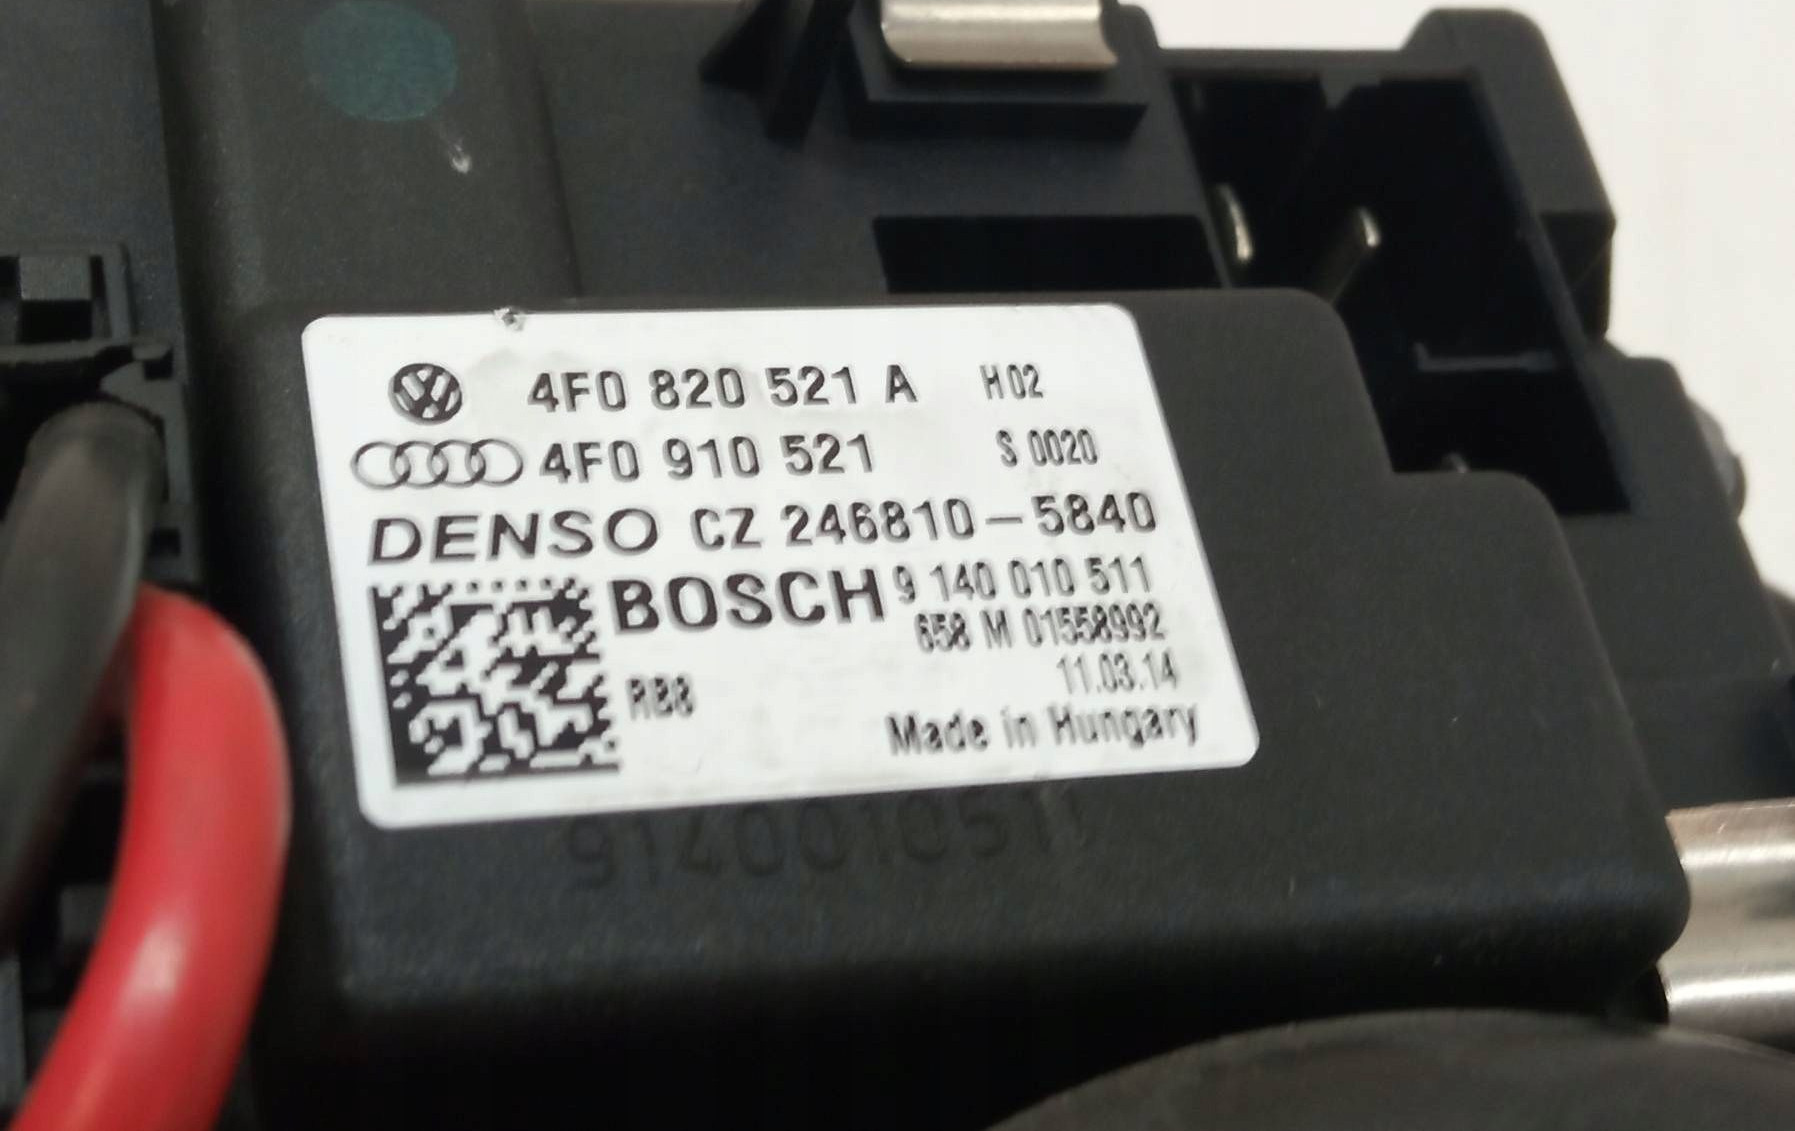 4F0 820 521 A H02
4F0 910 521 S 0020
DENSO CZ 246810-5840
BOSCH 9 140 010 511
658 M 01558992
11.03.14
RB8
Made in Hungary
9140010511